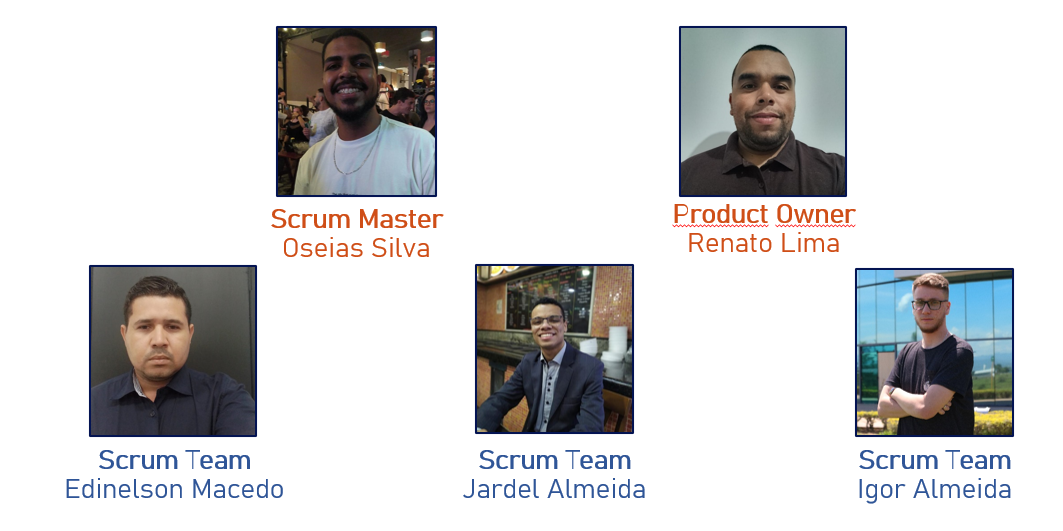 Scrum Master
Oseias Silva
Product Owner
Renato Lima
Scrum Team
Edinelson Macedo
Scrum Team
Jardel Almeida
Scrum Team
Igor Almeida